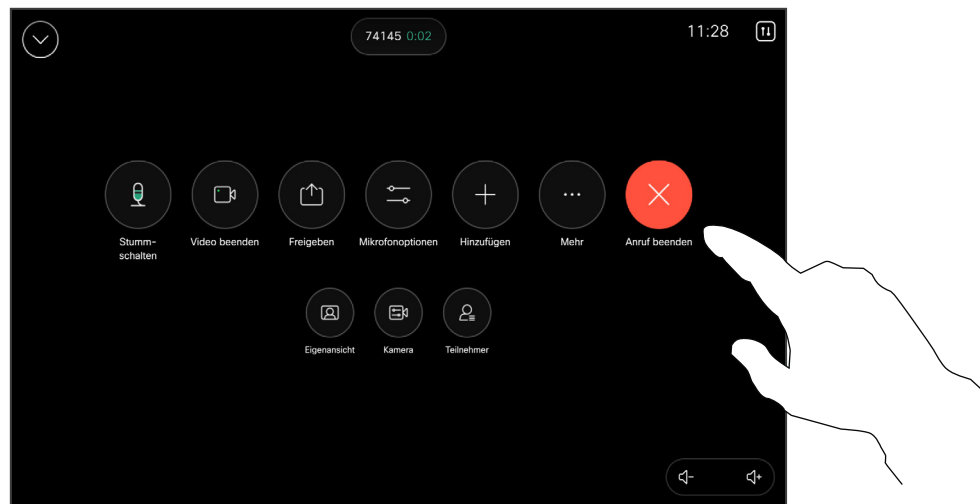 74145 0:02
11:28
Stumm-
schalten
Video beenden
Freigeben
Mikrofonoptionen
Hinzufügen
Mehr
Anruf beenden
Eigenansicht
Kamera
Teilnehmer